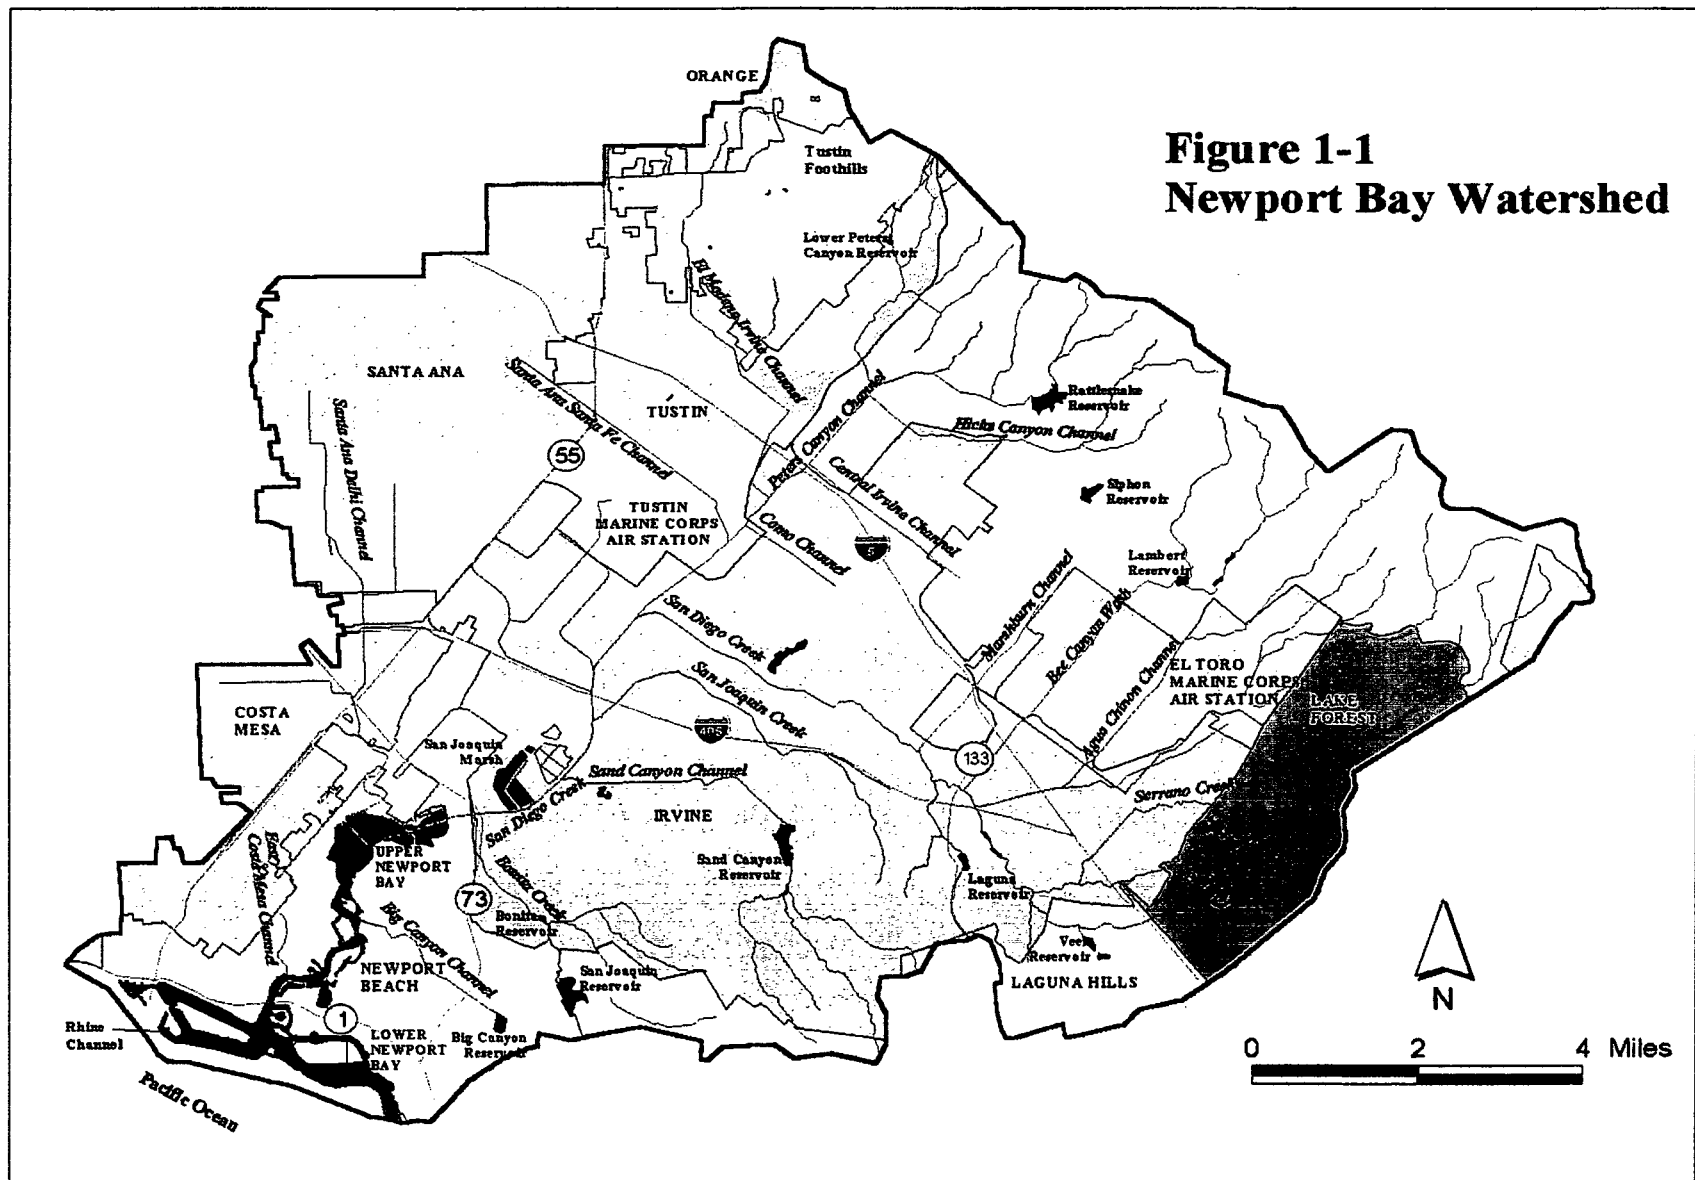 Figure 1-1
Newport Bay Watershed
ORANGE
Tustin
Foothills
Lower Peters
Canyon Reservoir
El Modena Irvine Channel
SANTA ANA
Santa Ana Santa Fe Channel
Santa Ana Delhi Channel
TUSTIN
55
Peters Canyon Channel
Rattlesnake
Reservoir
Hicks Canyon Channel
Central Irvine Channel
Siphon
Reservoir
TUSTIN
MARINE CORPS
AIR STATION
Como Channel
5
Lambert
Reservoir
Marshburn Channel
Bee Canyon Wash
Agua Chinon Channel
San Diego Creek
San Joaquin Creek
EL TORO
MARINE CORPS
AIR STATION
LAKE
FOREST
COSTA
MESA
405
133
San Joaquin
Marsh
Sand Canyon Channel
San Diego Creek
Serrano Creek
IRVINE
UPPER
NEWPORT
BAY
East
Costa Mesa Channel
Sand Canyon
Reservoir
Laguna
Reservoir
73
Bonita Creek
Bonita
Reservoir
Big Canyon Channel
Reservoir
NEWPORT
BEACH
San Joaquin
Reservoir
LAGUNA HILLS
N
1
Rhine
Channel
LOWER
NEWPORT
BAY
Big Canyon
Reservoir
Pacific Ocean
0 2 4 Miles